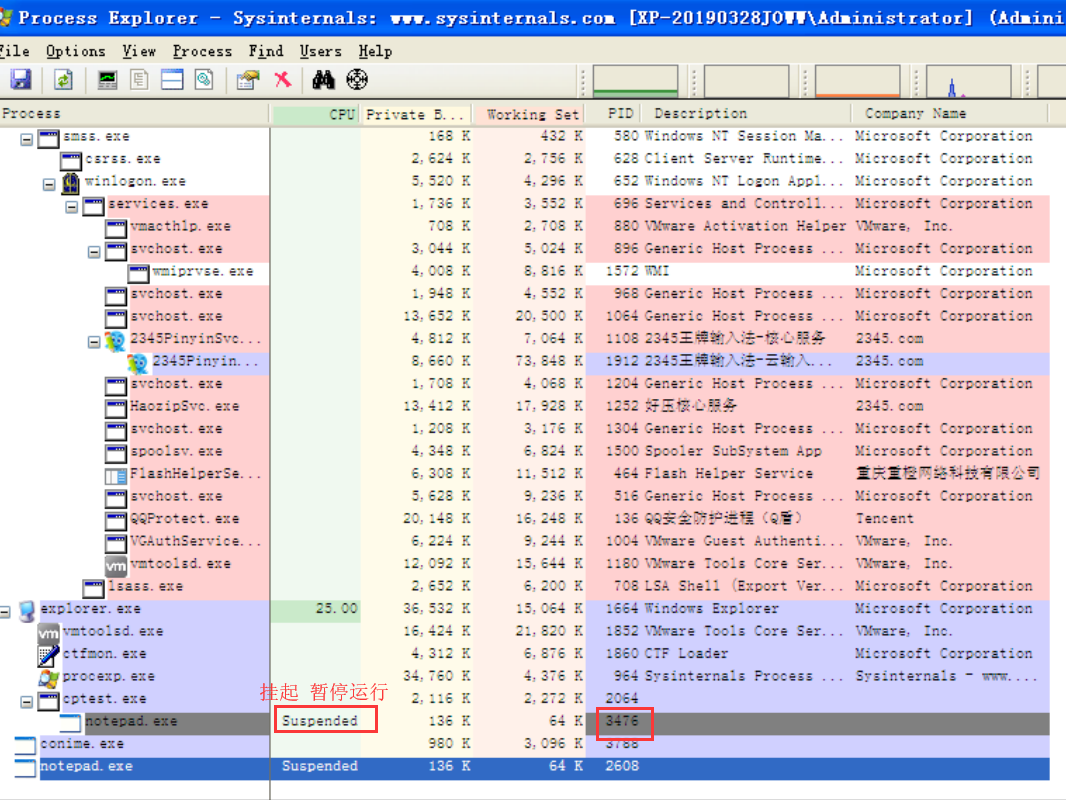 Process Explorer - Sysinternals: www.sysinternals.com [XP-20190328JOWW\Administrator] (Admini
File Options View Process Find Users Help
Process CPU Private B... Working Set PID Description Company Name
smss.exe 168 K 432 K 580 Windows NT Session Ma... Microsoft Corporation
csrss.exe 2,624 K 2,756 K 628 Client Server Runtime... Microsoft Corporation
winlogon.exe 5,520 K 4,296 K 652 Windows NT Logon Appl... Microsoft Corporation
services.exe 1,736 K 3,552 K 696 Services and Controll... Microsoft Corporation
vmacthlp.exe 708 K 2,708 K 880 VMware Activation Helper VMware, Inc.
svchost.exe 3,044 K 5,024 K 896 Generic Host Process ... Microsoft Corporation
wmiprvse.exe 4,008 K 8,816 K 1572 WMI Microsoft Corporation
svchost.exe 1,948 K 4,552 K 968 Generic Host Process ... Microsoft Corporation
svchost.exe 13,652 K 20,500 K 1064 Generic Host Process ... Microsoft Corporation
2345PinyinSvc... 4,812 K 7,064 K 1108 2345王牌输入法-核心服务 2345.com
2345Pinyin... 8,660 K 73,848 K 1912 2345王牌输入法-云输入... 2345.com
svchost.exe 1,708 K 4,068 K 1204 Generic Host Process ... Microsoft Corporation
HaozipSvc.exe 13,412 K 17,928 K 1252 好压核心服务 2345.com
svchost.exe 1,208 K 3,176 K 1304 Generic Host Process ... Microsoft Corporation
spoolsv.exe 4,348 K 6,824 K 1500 Spooler SubSystem App Microsoft Corporation
FlashHelperSe... 6,308 K 11,512 K 464 Flash Helper Service 重庆重橙网络科技有限公司
svchost.exe 5,628 K 9,236 K 516 Generic Host Process ... Microsoft Corporation
QQProtect.exe 20,148 K 16,248 K 136 QQ安全防护进程（Q盾） Tencent
VGAuthService... 6,224 K 9,244 K 1004 VMware Guest Authenti... VMware, Inc.
vmtoolsd.exe 12,092 K 15,644 K 1180 VMware Tools Core Ser... VMware, Inc.
lsass.exe 2,652 K 6,200 K 708 LSA Shell (Export Ver... Microsoft Corporation
explorer.exe 25.00 36,532 K 15,064 K 1664 Windows Explorer Microsoft Corporation
vm vmtoolsd.exe 16,424 K 21,820 K 1852 VMware Tools Core Ser... VMware, Inc.
ctfmon.exe 4,312 K 6,876 K 1860 CTF Loader Microsoft Corporation
procexp.exe 34,760 K 4,376 K 964 Sysinternals Process ... Sysinternals - www....
挂起 暂停运行
cptest.exe 2,116 K 2,272 K 2064
notepad.exe Suspended 136 K 64 K 3476
conime.exe 980 K 3,096 K 3788
notepad.exe Suspended 136 K 64 K 2608